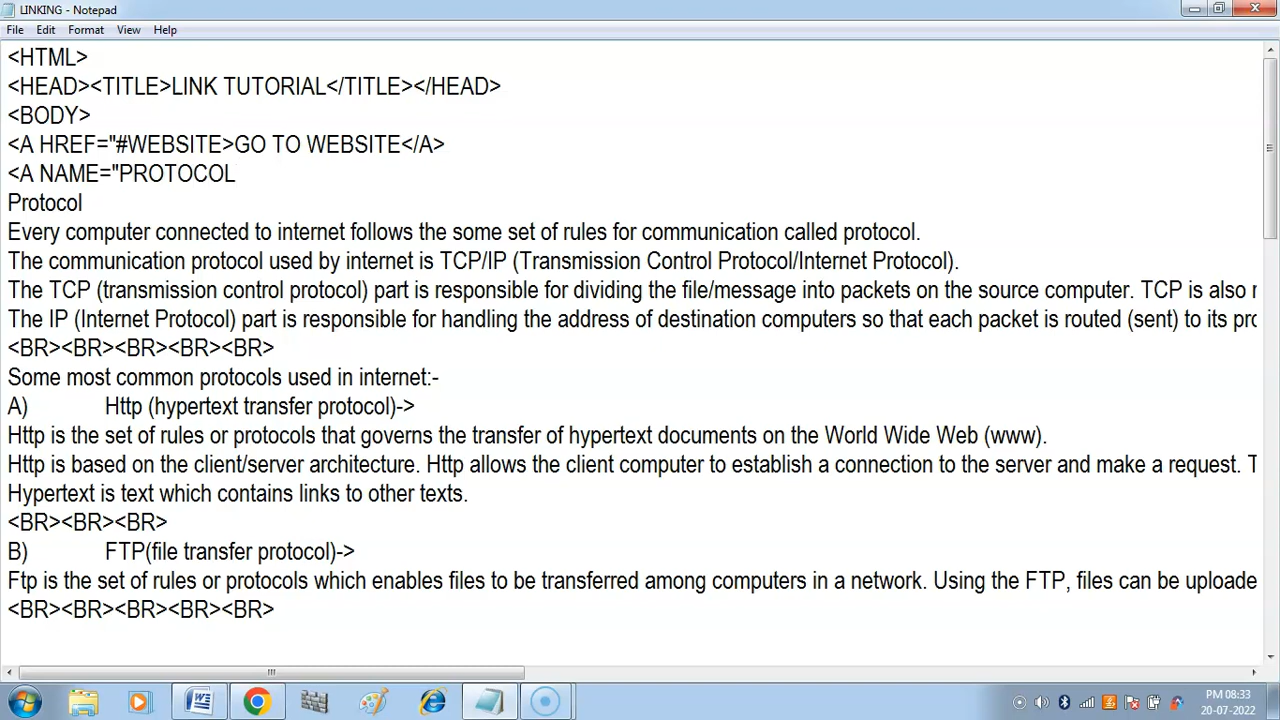 LINKING - Notepad
File Edit Format View Help
<HTML>
<HEAD><TITLE>LINK TUTORIAL</TITLE></HEAD>
<BODY>
<A HREF="#WEBSITE>GO TO WEBSITE</A>
<A NAME="PROTOCOL
Protocol
Every computer connected to internet follows the some set of rules for communication called protocol.
The communication protocol used by internet is TCP/IP (Transmission Control Protocol/Internet Protocol).
The TCP (transmission control protocol) part is responsible for dividing the file/message into packets on the source computer. TCP is also
The IP (Internet Protocol) part is responsible for handling the address of destination computers so that each packet is routed (sent) to its
<BR><BR><BR><BR><BR>
Some most common protocols used in internet:-
A) Http (hypertext transfer protocol)->
Http is the set of rules or protocols that governs the transfer of hypertext documents on the World Wide Web (www).
Http is based on the client/server architecture. Http allows the client computer to establish a connection to the server and make a request.
Hypertext is text which contains links to other texts.
<BR><BR><BR>
B) FTP(file transfer protocol)->
Ftp is the set of rules or protocols which enables files to be transferred among computers in a network. Using the FTP, files can be uploade
<BR><BR><BR><BR><BR>
PM 08:33
20-07-2022